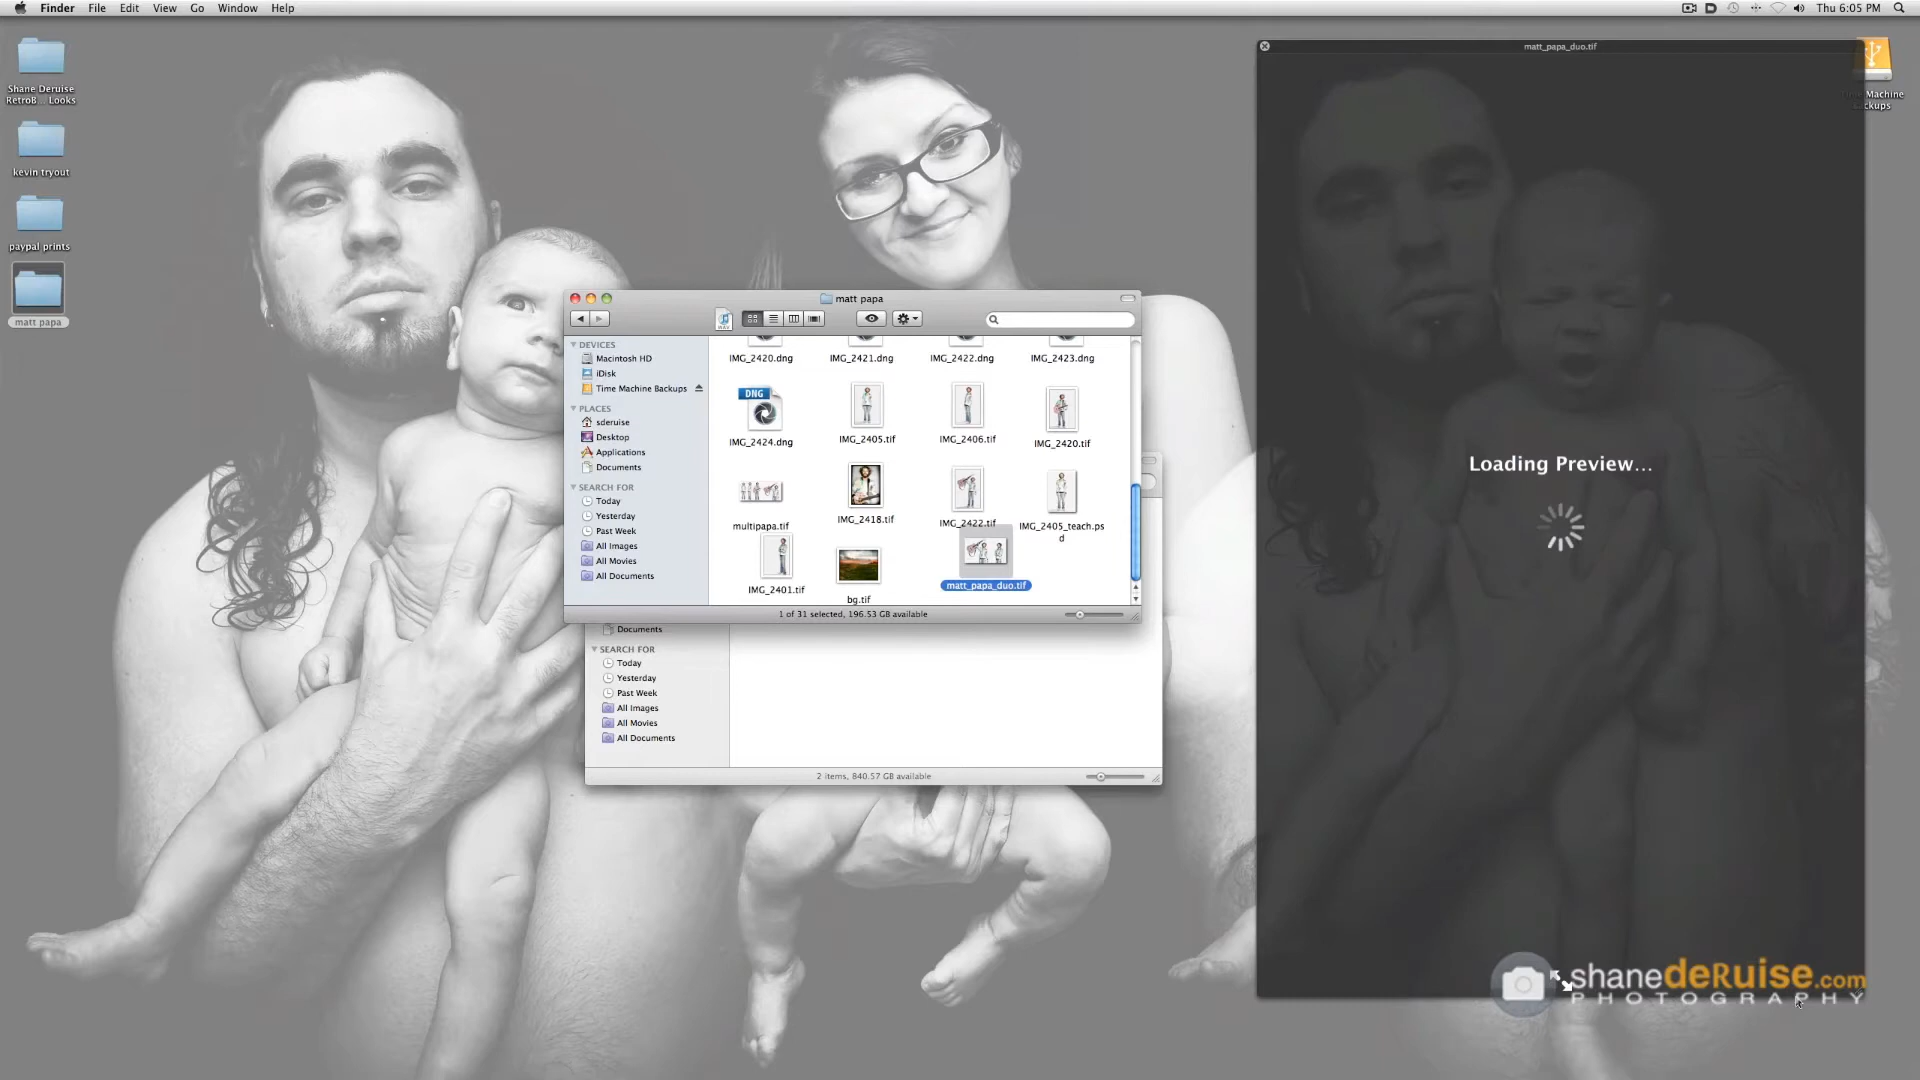 Finder File Edit View Go Window Help
Thu 6:05 PM
Shane Deruise
RetroB... Looks
kevin tryout
paypal prints
matt papa
matt papa
DEVICES
Macintosh HD
iDisk
Time Machine Backups
PLACES
sderuise
Desktop
Applications
Documents
SEARCH FOR
Today
Yesterday
Past Week
All Images
All Movies
All Documents
IMG_2420.dng
IMG_2421.dng
IMG_2422.dng
IMG_2423.dng
DNG
IMG_2424.dng
IMG_2405.tif
IMG_2406.tif
IMG_2420.tif
multipapa.tif
IMG_2418.tif
IMG_2422.tif
IMG_2405_teach.ps
d
IMG_2401.tif
bg.tif
matt_papa_duo.tif
1 of 31 selected, 196.53 GB available
Documents
SEARCH FOR
Today
Yesterday
Past Week
All Images
All Movies
All Documents
2 items, 840.57 GB available
matt_papa_duo.tif
Machine
Loading Preview...
shanedeRuise.com
PHOTOGRAPHY